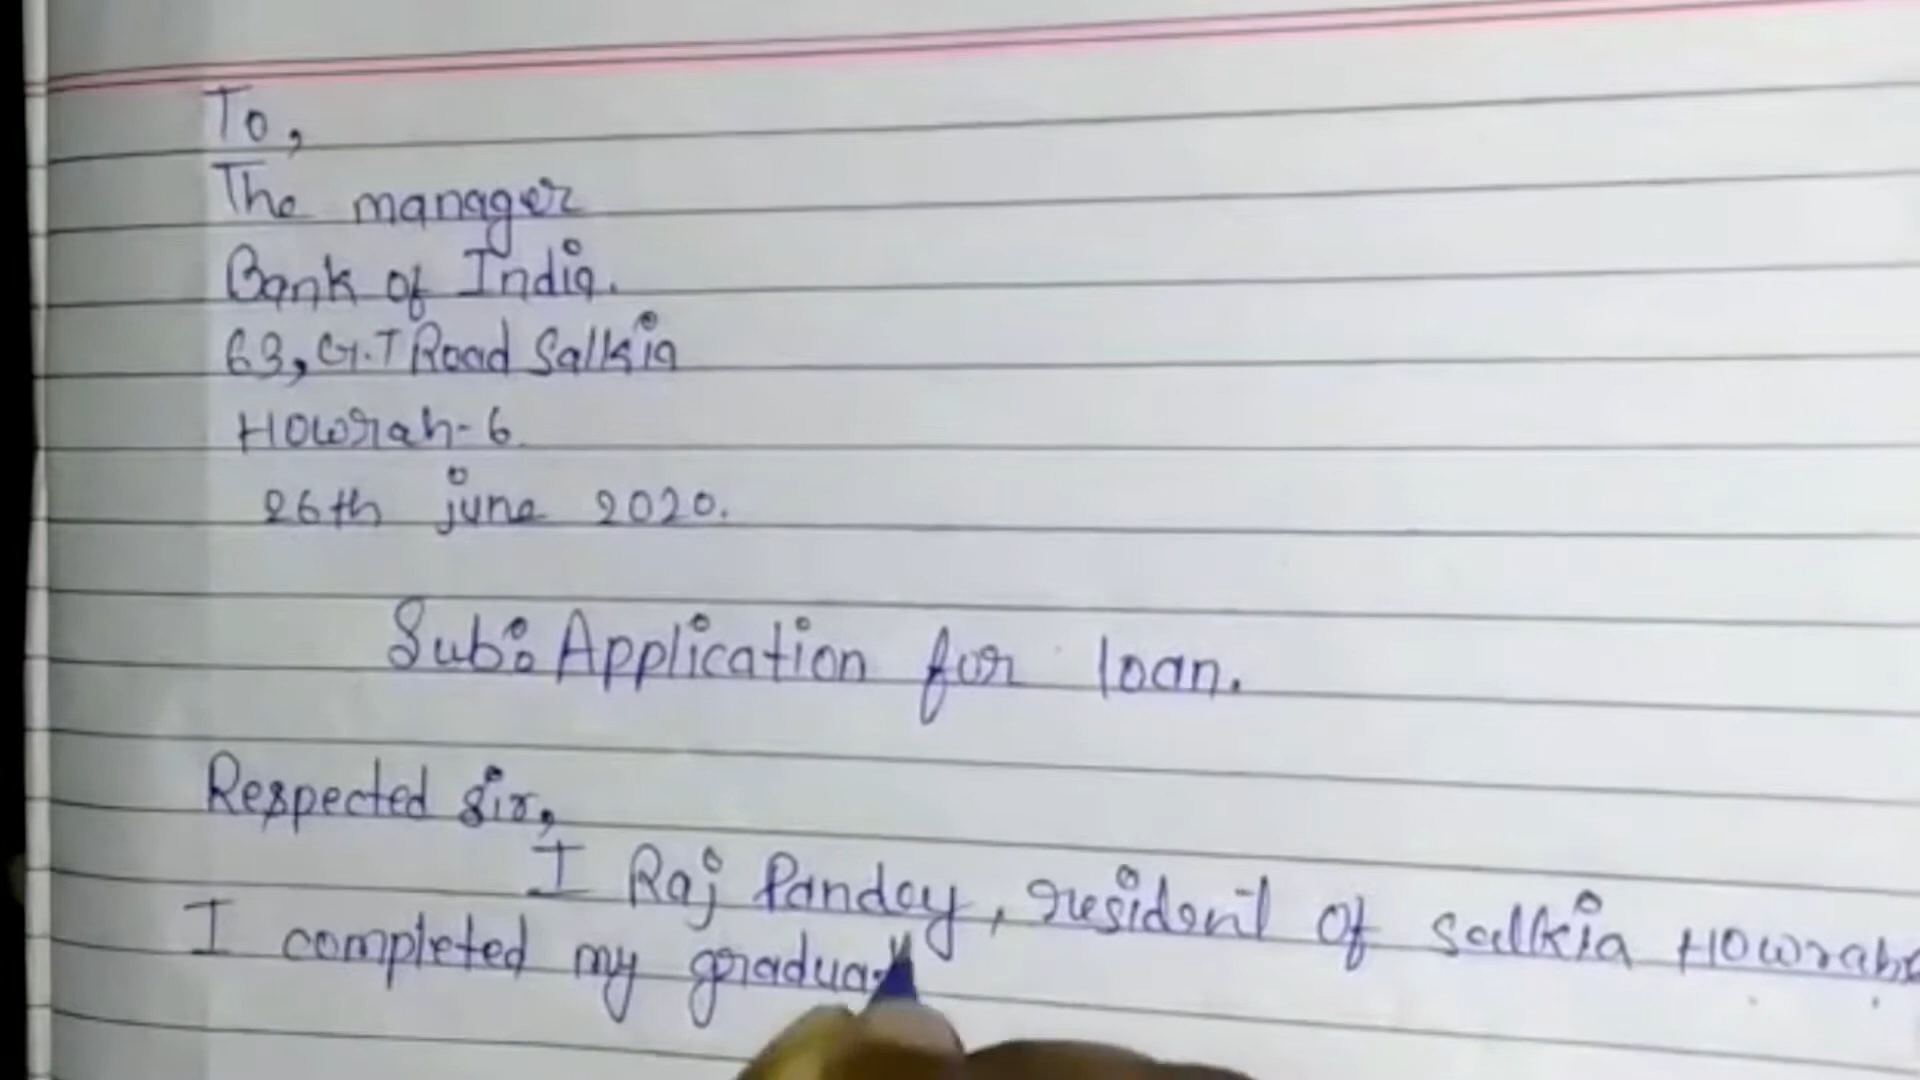 To,
The manager
Bank of India.
63, G.T Road Salkia
Howrah-6
26th june 2020.
Sub: Application for loan.
Respected sir,
I Raj Panday, resident of salkia Howrah
I completed my gradua